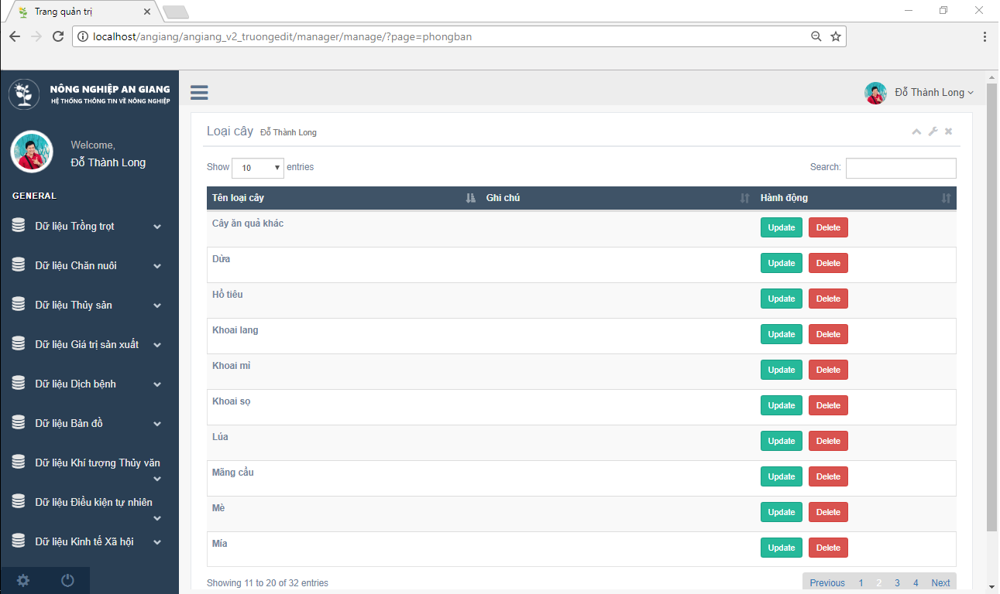 Trang quản trị
localhost/angiang/angiang_v2_truongedit/manager/manage/?page=phongban
NÔNG NGHIỆP AN GIANG
HỆ THỐNG THÔNG TIN VỀ NÔNG NGHIỆP
Đỗ Thành Long
Welcome,
Đỗ Thành Long
GENERAL
Dữ liệu Trồng trọt
Dữ liệu Chăn nuôi
Dữ liệu Thủy sản
Dữ liệu Giá trị sản xuất
Dữ liệu Dịch bệnh
Dữ liệu Bản đồ
Dữ liệu Khí tượng Thủy văn
Dữ liệu Điều kiện tự nhiên
Dữ liệu Kinh tế Xã hội
Loại cây Đỗ Thành Long
Show 10 entries Search:
Tên loại cây Ghi chú Hành động
Cây ăn quả khác Update Delete
Dừa Update Delete
Hồ tiêu Update Delete
Khoai lang Update Delete
Khoai mì Update Delete
Khoai sọ Update Delete
Lúa Update Delete
Mãng cầu Update Delete
Mè Update Delete
Mía Update Delete
Showing 11 to 20 of 32 entries Previous 1 2 3 4 Next